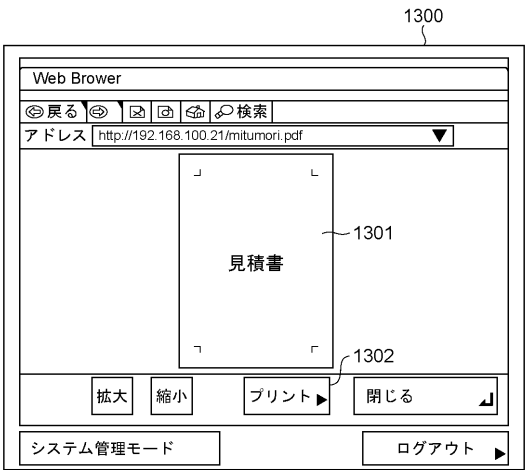 1300
Web Brower
戻る 検索
アドレス http://192.168.100.21/mitumori.pdf
1301
見積書
1302
拡大 縮小 プリント 閉じる
システム管理モード ログアウト